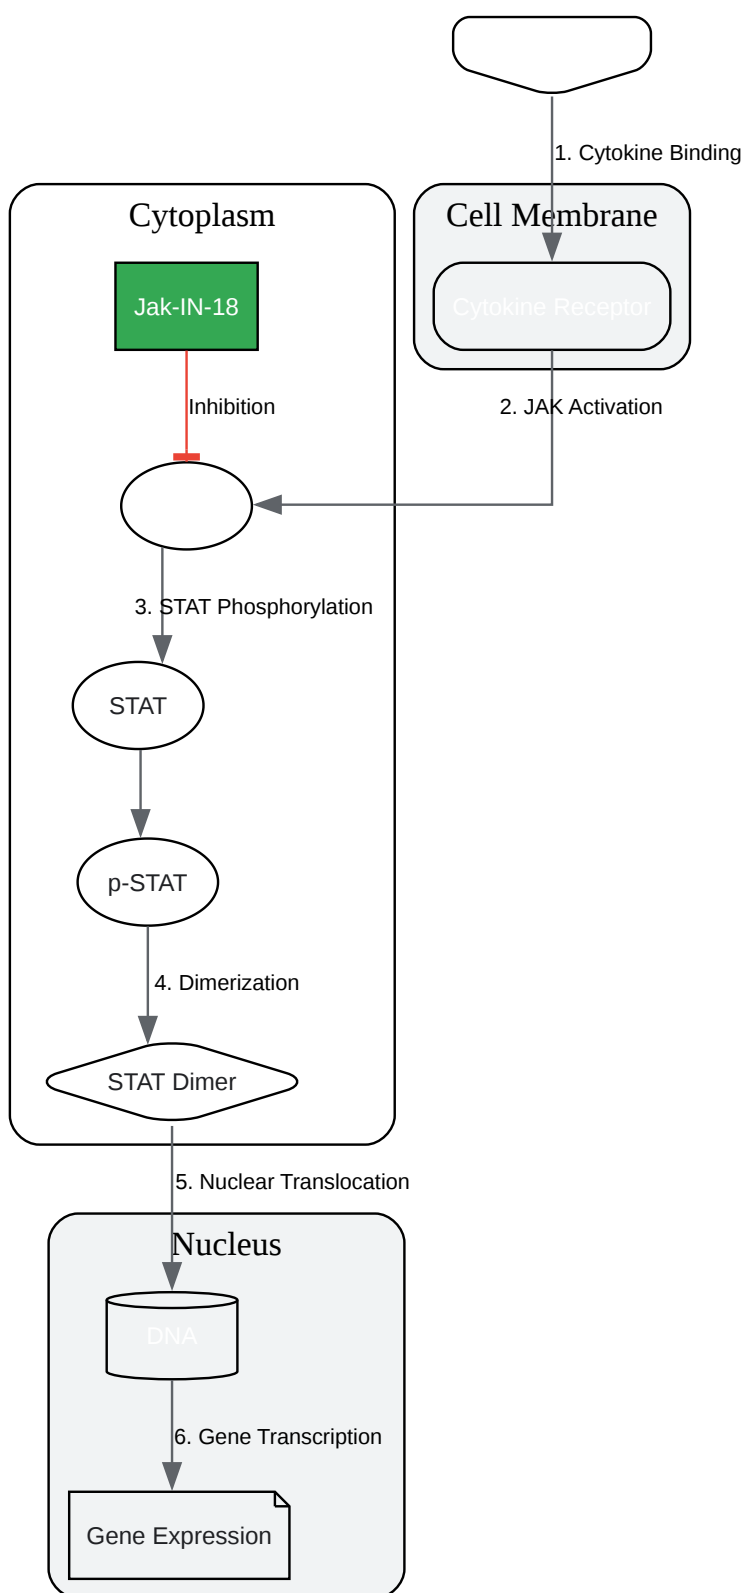 1. Cytokine Binding
Cytoplasm
Cell Membrane
Jak-IN-18
Cytokine Receptor
Inhibition
2. JAK Activation
3. STAT Phosphorylation
STAT
p-STAT
4. Dimerization
STAT Dimer
5. Nuclear Translocation
Nucleus
DNA
6. Gene Transcription
Gene Expression